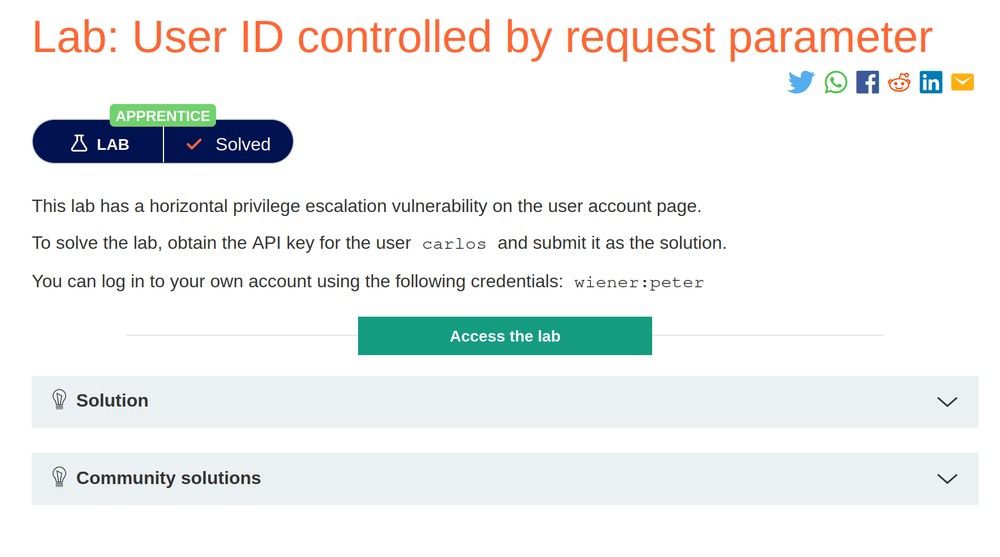 Lab: User ID controlled by request parameter
APPRENTICE
LAB Solved
This lab has a horizontal privilege escalation vulnerability on the user account page.
To solve the lab, obtain the API key for the user carlos and submit it as the solution.
You can log in to your own account using the following credentials: wiener:peter
Access the lab
Solution
Community solutions